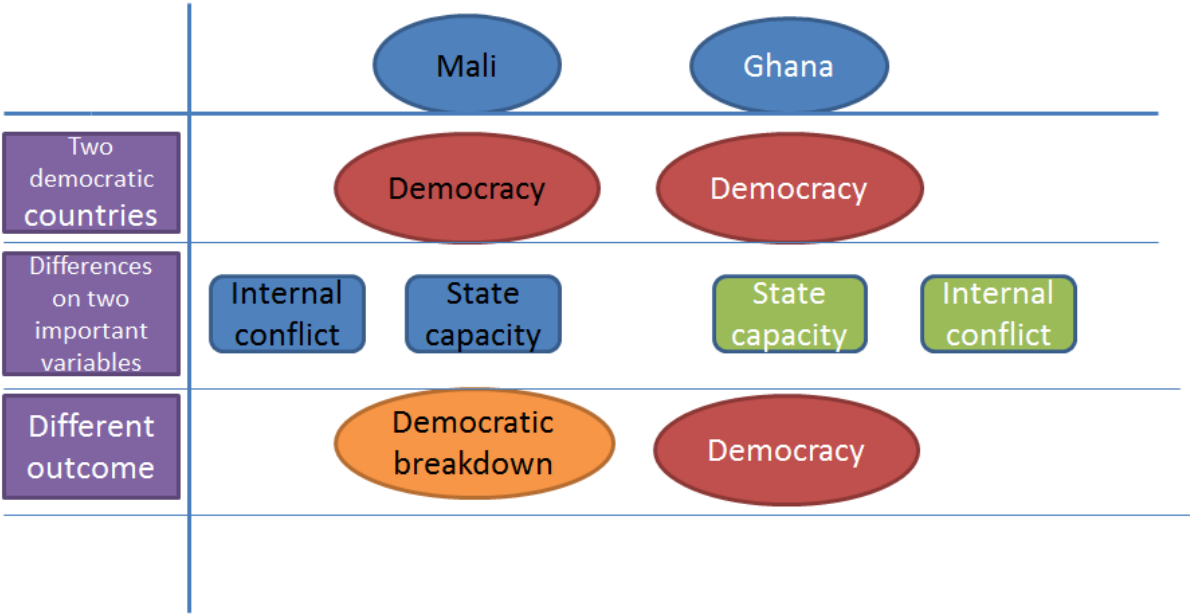 Mali
Ghana
Two
democratic
countries
Democracy
Democracy
Differences
on two
important
variables
Internal
conflict
State
capacity
State
capacity
Internal
conflict
Different
outcome
Democratic
breakdown
Democracy